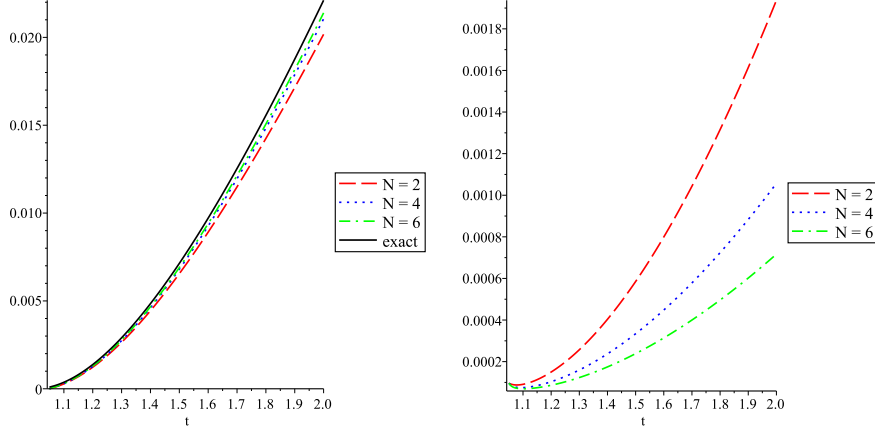 0.020
0.015
0.010
0.005
0
1.1 1.2 1.3 1.4 1.5 1.6 1.7 1.8 1.9 2.0
t
N = 2
N = 4
N = 6
exact
0.0018
0.0016
0.0014
0.0012
0.0010
0.0008
0.0006
0.0004
0.0002
1.1 1.2 1.3 1.4 1.5 1.6 1.7 1.8 1.9 2.0
t
N = 2
N = 4
N = 6